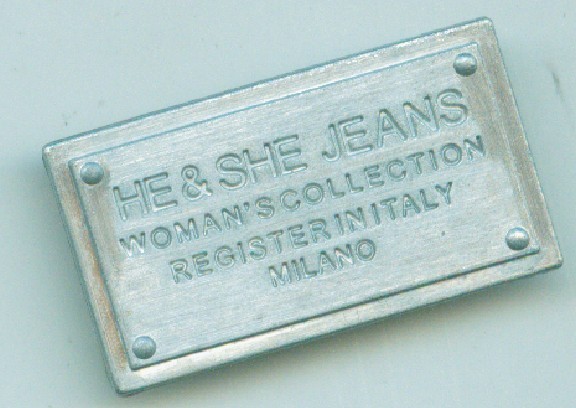 HE & SHE JEANS
WOMAN'S COLLECTION
REGISTER IN ITALY
MILANO